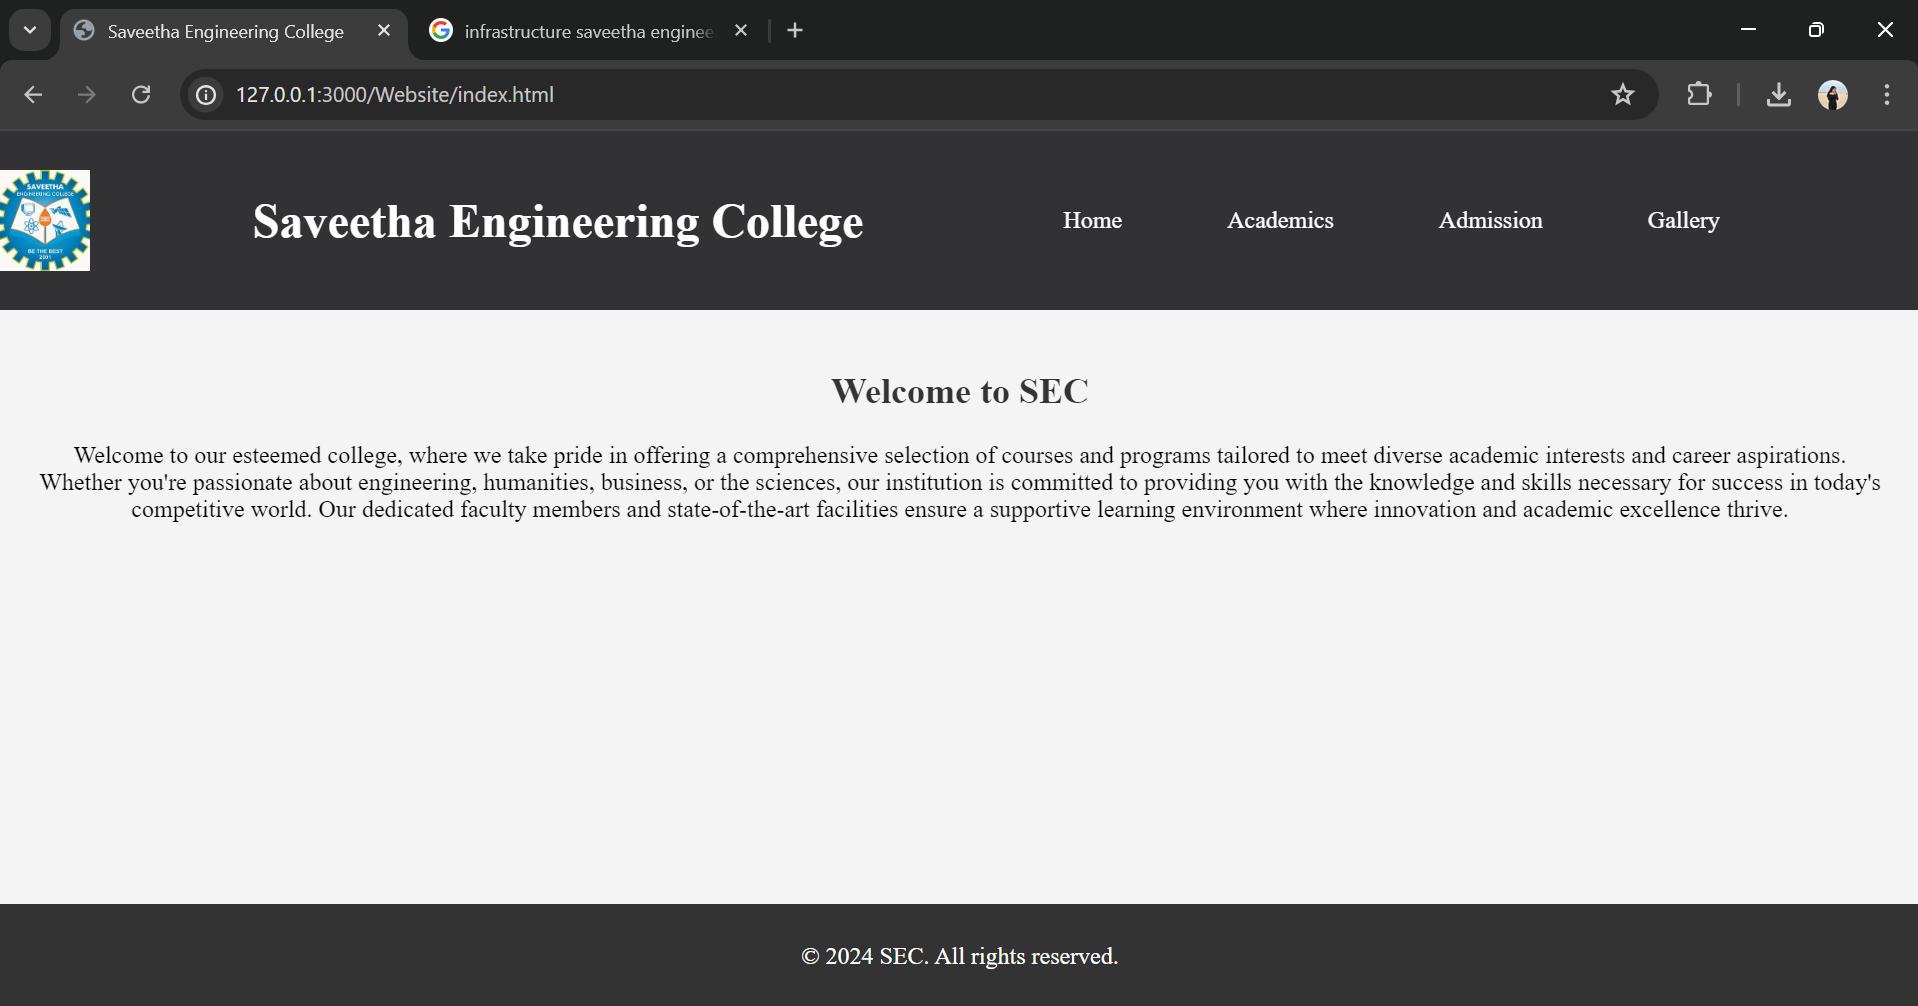 Saveetha Engineering College
infrastructure saveetha enginee
127.0.0.1:3000/Website/index.html
SAVEETHA
ENGINEERING COLLEGE
BE THE BEST
2001
Saveetha Engineering College
Home
Academics
Admission
Gallery
Welcome to SEC
Welcome to our esteemed college, where we take pride in offering a comprehensive selection of courses and programs tailored to meet diverse academic interests and career aspirations.
Whether you're passionate about engineering, humanities, business, or the sciences, our institution is committed to providing you with the knowledge and skills necessary for success in today's
competitive world. Our dedicated faculty members and state-of-the-art facilities ensure a supportive learning environment where innovation and academic excellence thrive.
© 2024 SEC. All rights reserved.